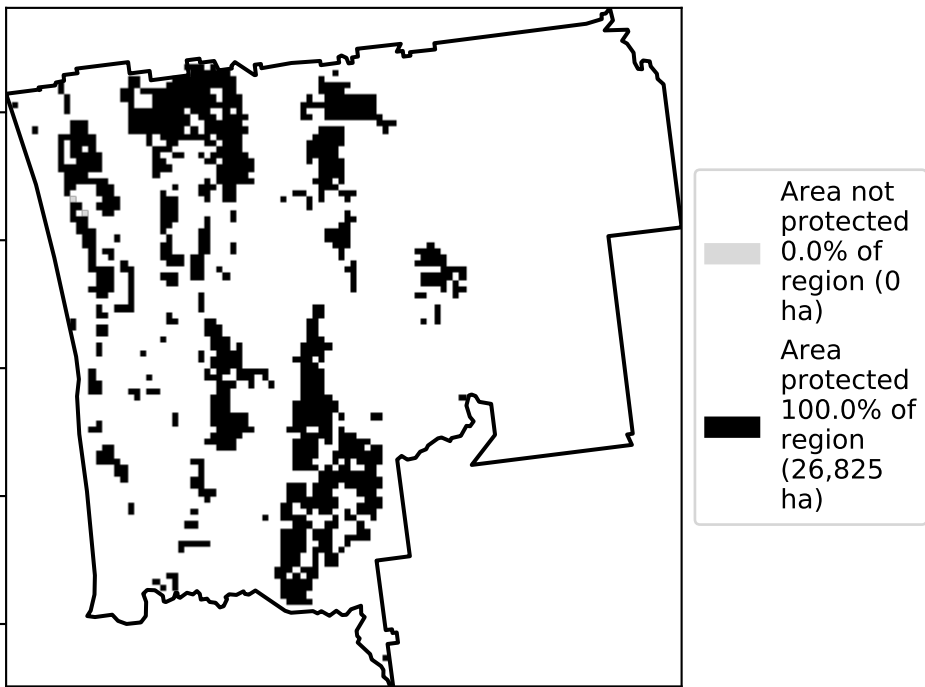 Area not
protected
0.0% of
region (0
ha)
Area
protected
100.0% of
region
(26,825
ha)